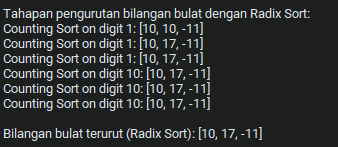 Tahapan pengurutan bilangan bulat dengan Radix Sort:
Counting Sort on digit 1: [10, 10, -11]
Counting Sort on digit 1: [10, 17, -11]
Counting Sort on digit 1: [10, 17, -11]
Counting Sort on digit 10: [10, 17, -11]
Counting Sort on digit 10: [10, 17, -11]
Counting Sort on digit 10: [10, 17, -11]

Bilangan bulat terurut (Radix Sort): [10, 17, -11]